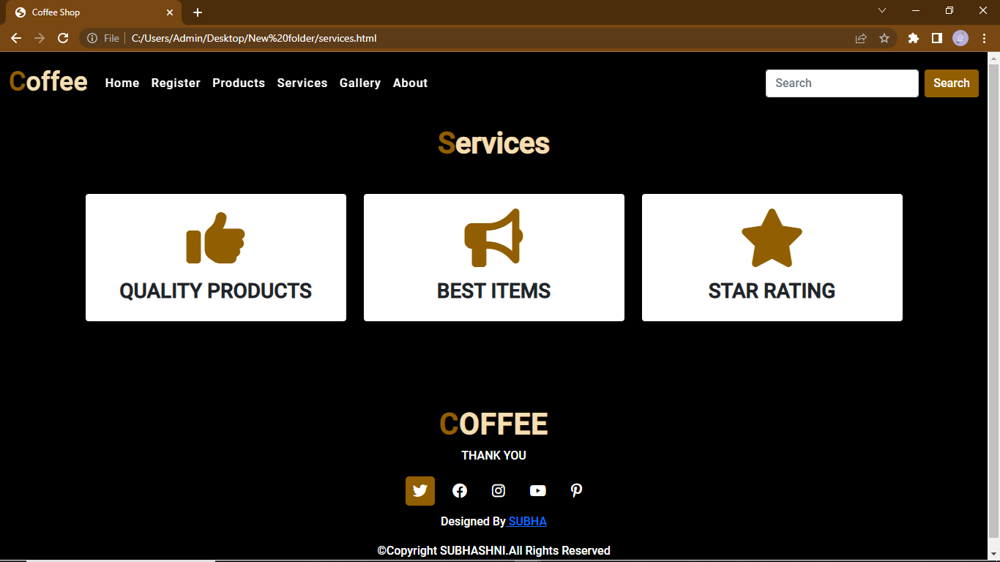 Coffee Shop
File C:/Users/Admin/Desktop/New%20folder/services.html
Coffee Home Register Products Services Gallery About Search Search
Services
QUALITY PRODUCTS BEST ITEMS STAR RATING
COFFEE
THANK YOU
Designed By SUBHA
©Copyright SUBHASHNI.All Rights Reserved